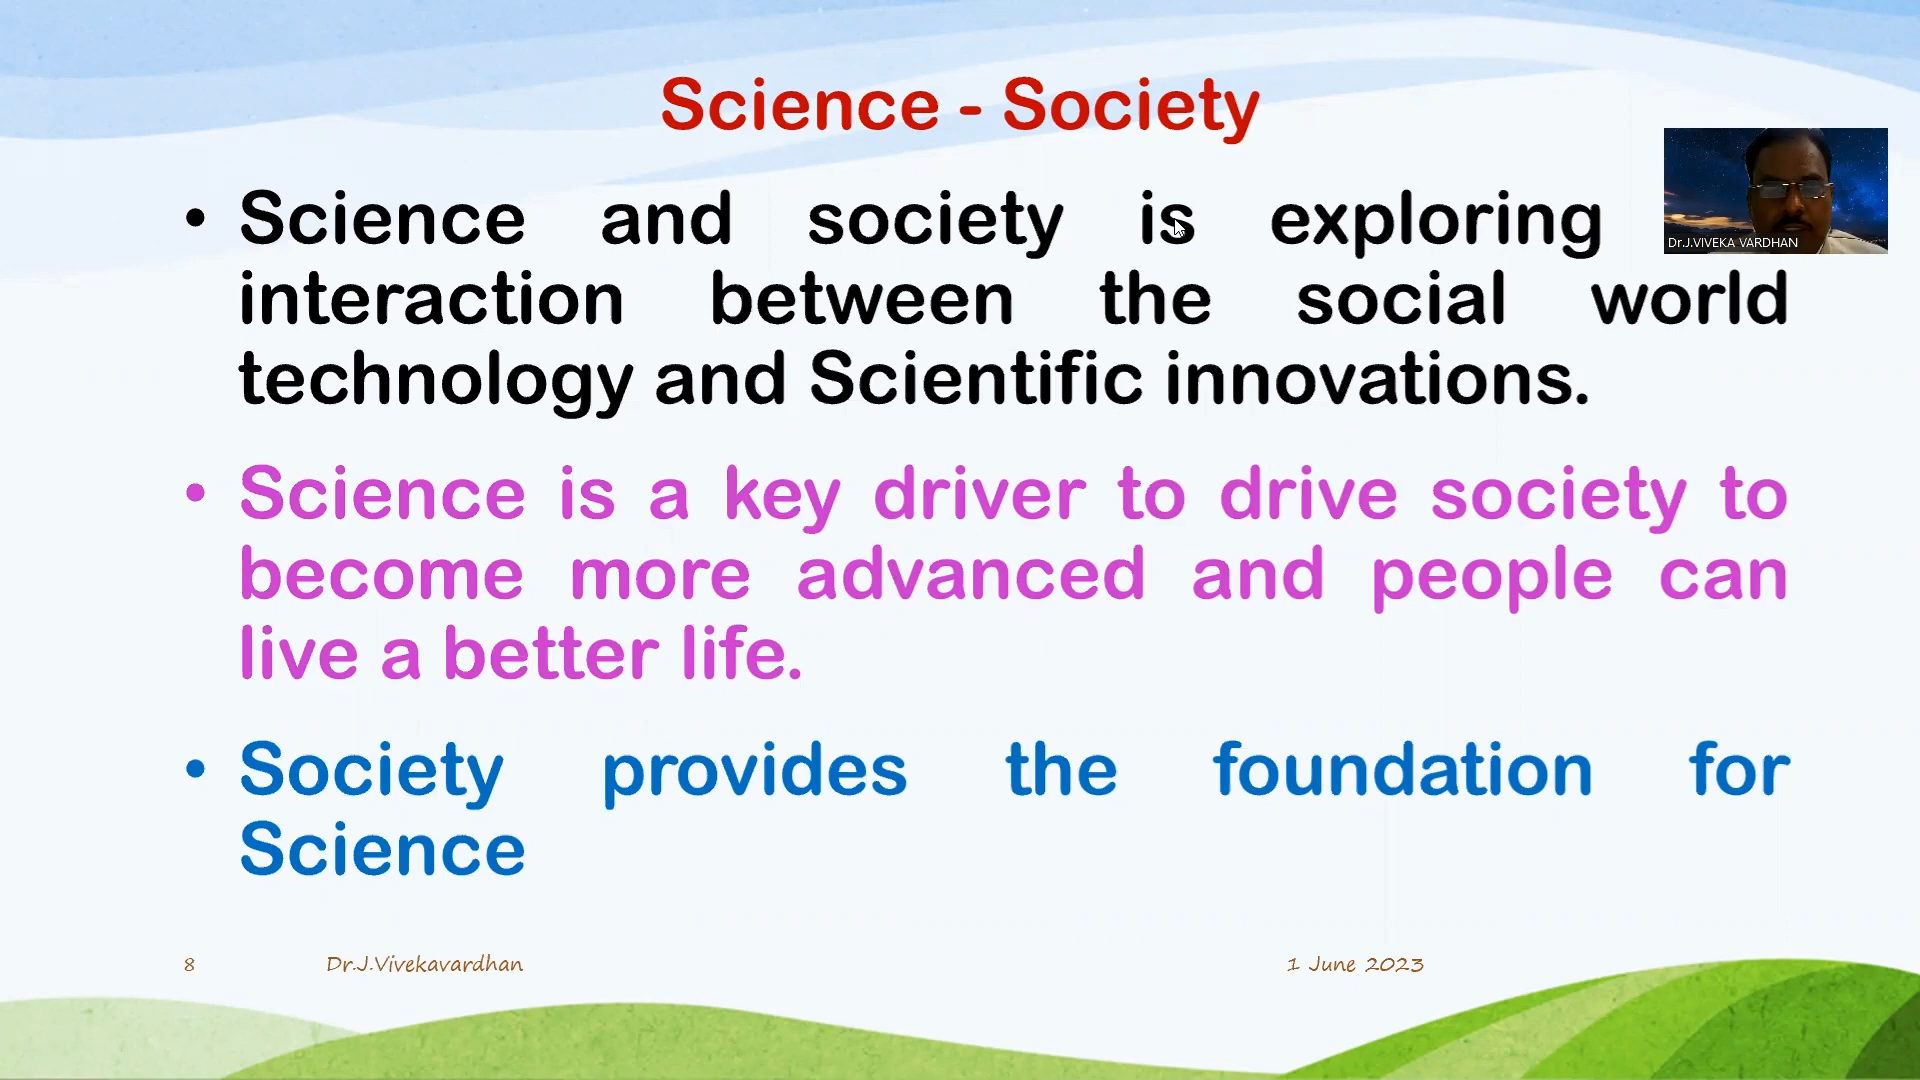 Science - Society
• Science and society is exploring
interaction between the social world
technology and Scientific innovations.
• Science is a key driver to drive society to
become more advanced and people can
live a better life.
• Society provides the foundation for
Science
Dr.J.VIVEKA VARDHAN
8 Dr.J.Vivekavardhan 1 June 2023